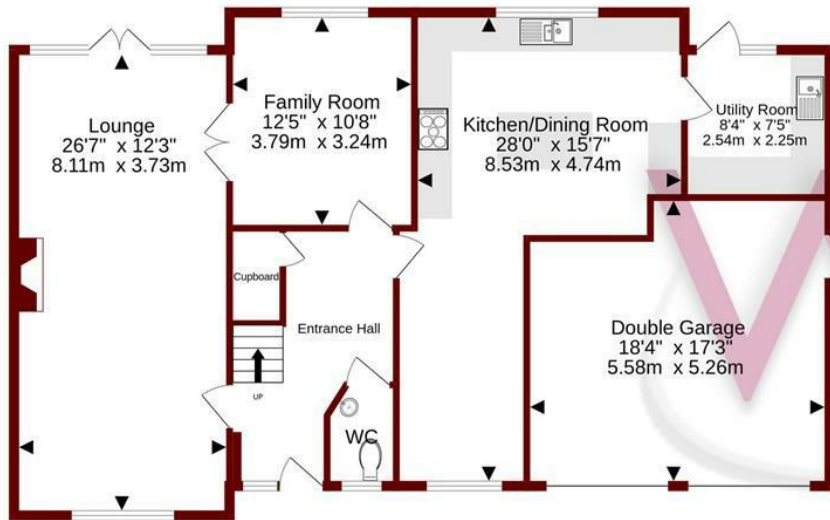 Lounge
26'7" x 12'3"
8.11m x 3.73m
Family Room
12'5" x 10'8"
3.79m x 3.24m
Kitchen/Dining Room
28'0" x 15'7"
8.53m x 4.74m
Utility Room
8'4" x 7'5"
2.54m x 2.25m
Cupboard
Entrance Hall
UP
WC
Double Garage
18'4" x 17'3"
5.58m x 5.26m